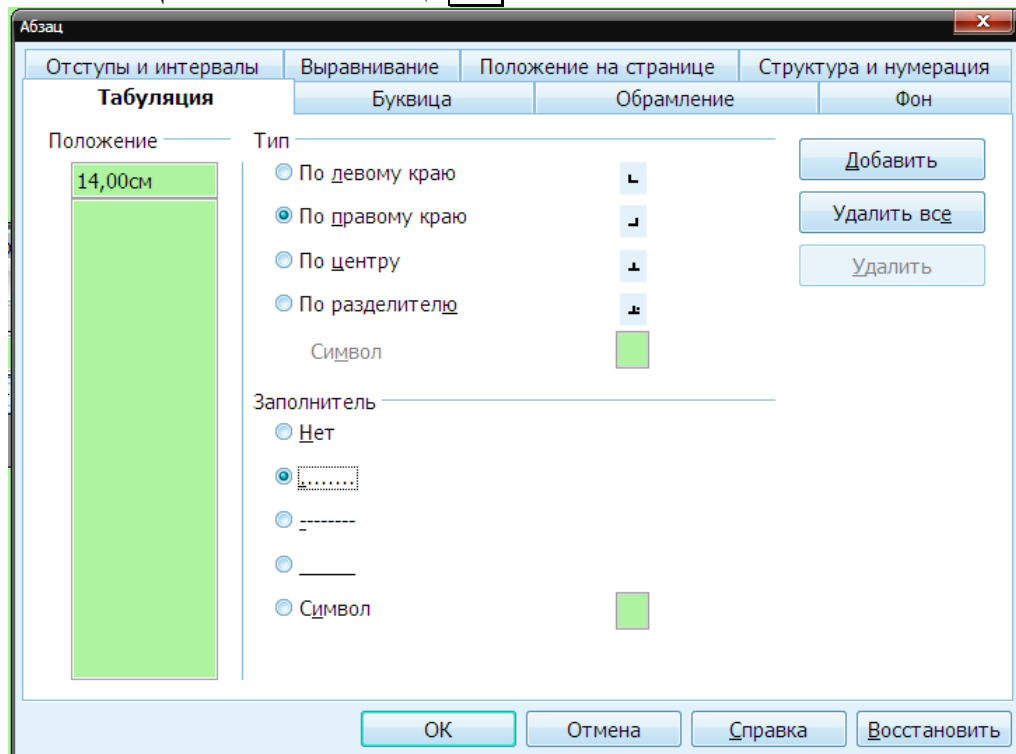 Абзац
Отступы и интервалы Выравнивание Положение на странице Структура и нумерация
Табуляция Буквица Обрамление Фон
Положение
14,00см
Тип
По левому краю
По правому краю
По центру
По разделителю
Символ
Заполнитель
Нет
........
--------
______
Символ
Добавить
Удалить все
Удалить
ОК Отмена Справка Восстановить